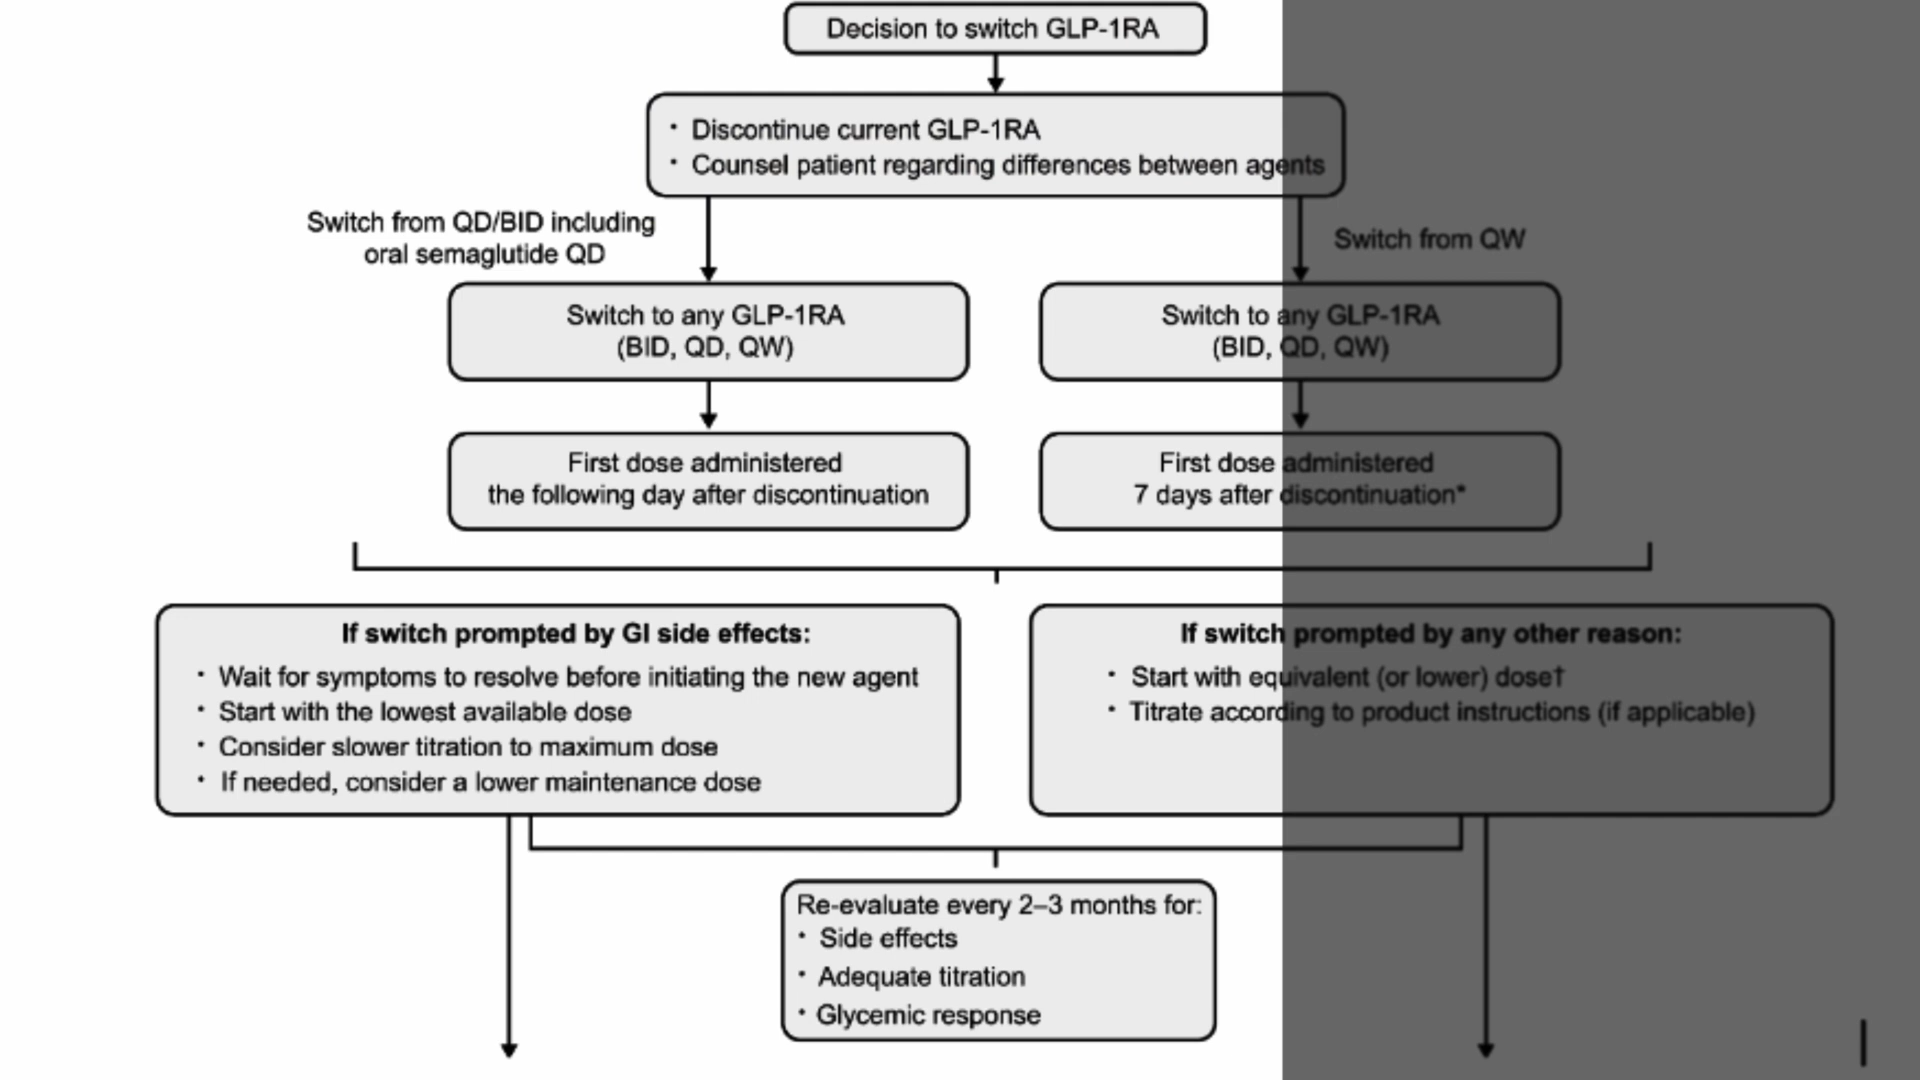 Decision to switch GLP-1RA
· Discontinue current GLP-1RA
· Counsel patient regarding differences between agents
Switch from QD/BID including
oral semaglutide QD
Switch from QW
Switch to any GLP-1RA
(BID, QD, QW)
Switch to any GLP-1RA
(BID, QD, QW)
First dose administered
the following day after discontinuation
First dose administered
7 days after discontinuation*
If switch prompted by GI side effects:
· Wait for symptoms to resolve before initiating the new agent
· Start with the lowest available dose
· Consider slower titration to maximum dose
· If needed, consider a lower maintenance dose
If switch prompted by any other reason:
· Start with equivalent (or lower) dose†
· Titrate according to product instructions (if applicable)
Re-evaluate every 2–3 months for:
· Side effects
· Adequate titration
· Glycemic response